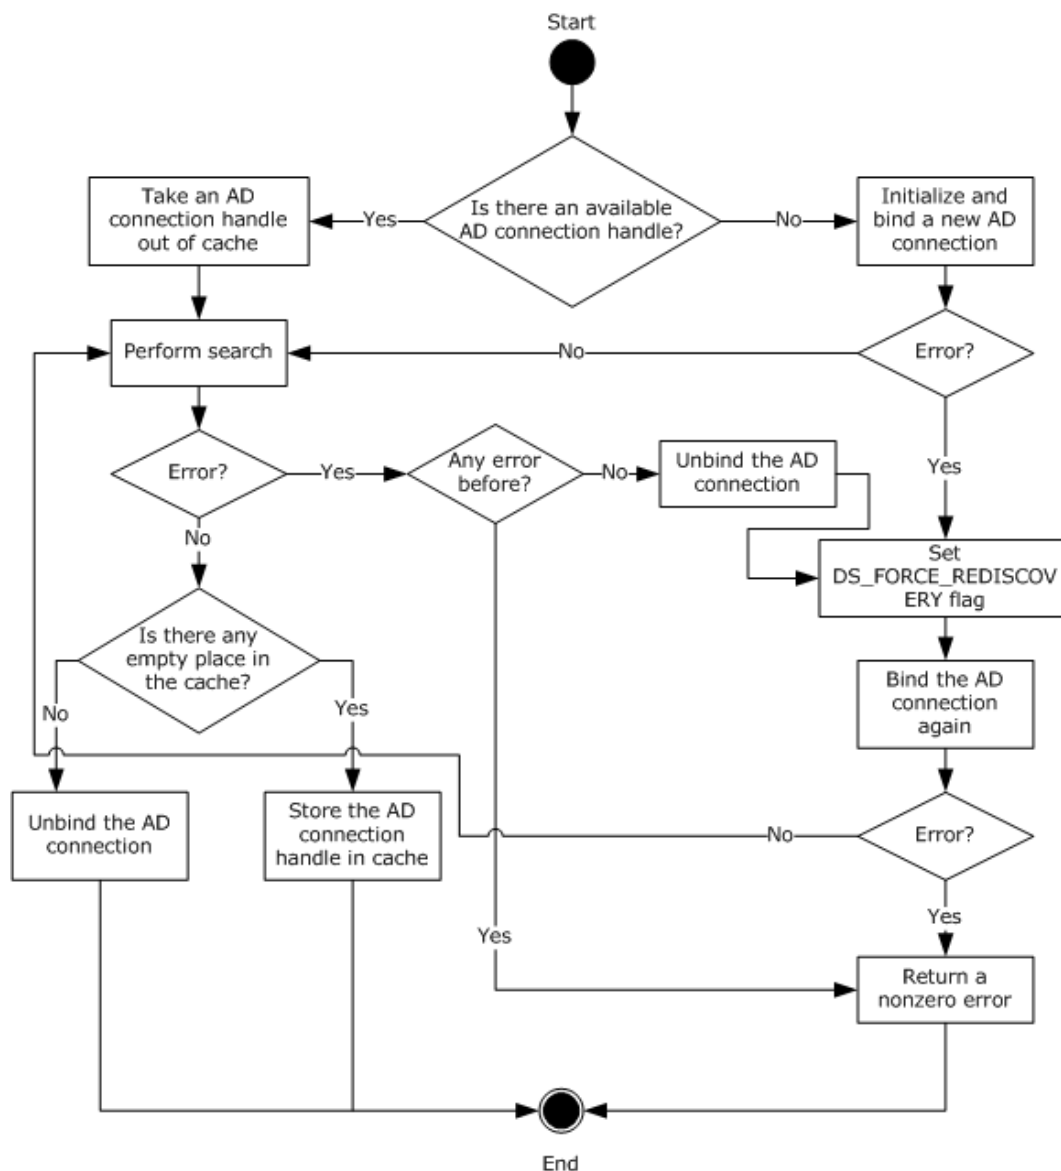 Start
Take an AD
connection handle
out of cache
Yes
Is there an available
AD connection handle?
No
Initialize and
bind a new AD
connection
Perform search
No
Error?
Error?
Yes
Any error
before?
No
Unbind the AD
connection
Yes
No
Set
DS_FORCE_REDISCOV
ERY flag
Is there any
empty place in
the cache?
Bind the AD
connection
again
No
Yes
Unbind the AD
connection
Store the AD
connection
handle in cache
No
Error?
Yes
Yes
Return a
nonzero error
End